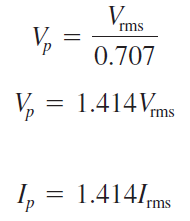 V_p = V_rms / 0.707
V_p = 1.414V_rms
I_p = 1.414I_rms